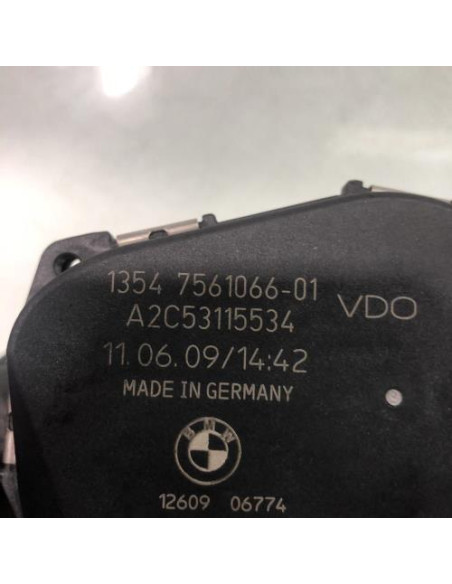 1354 7561066-01
VDO
A2C53115534
11.06.09/14:42
MADE IN GERMANY
BMW
12609 06774